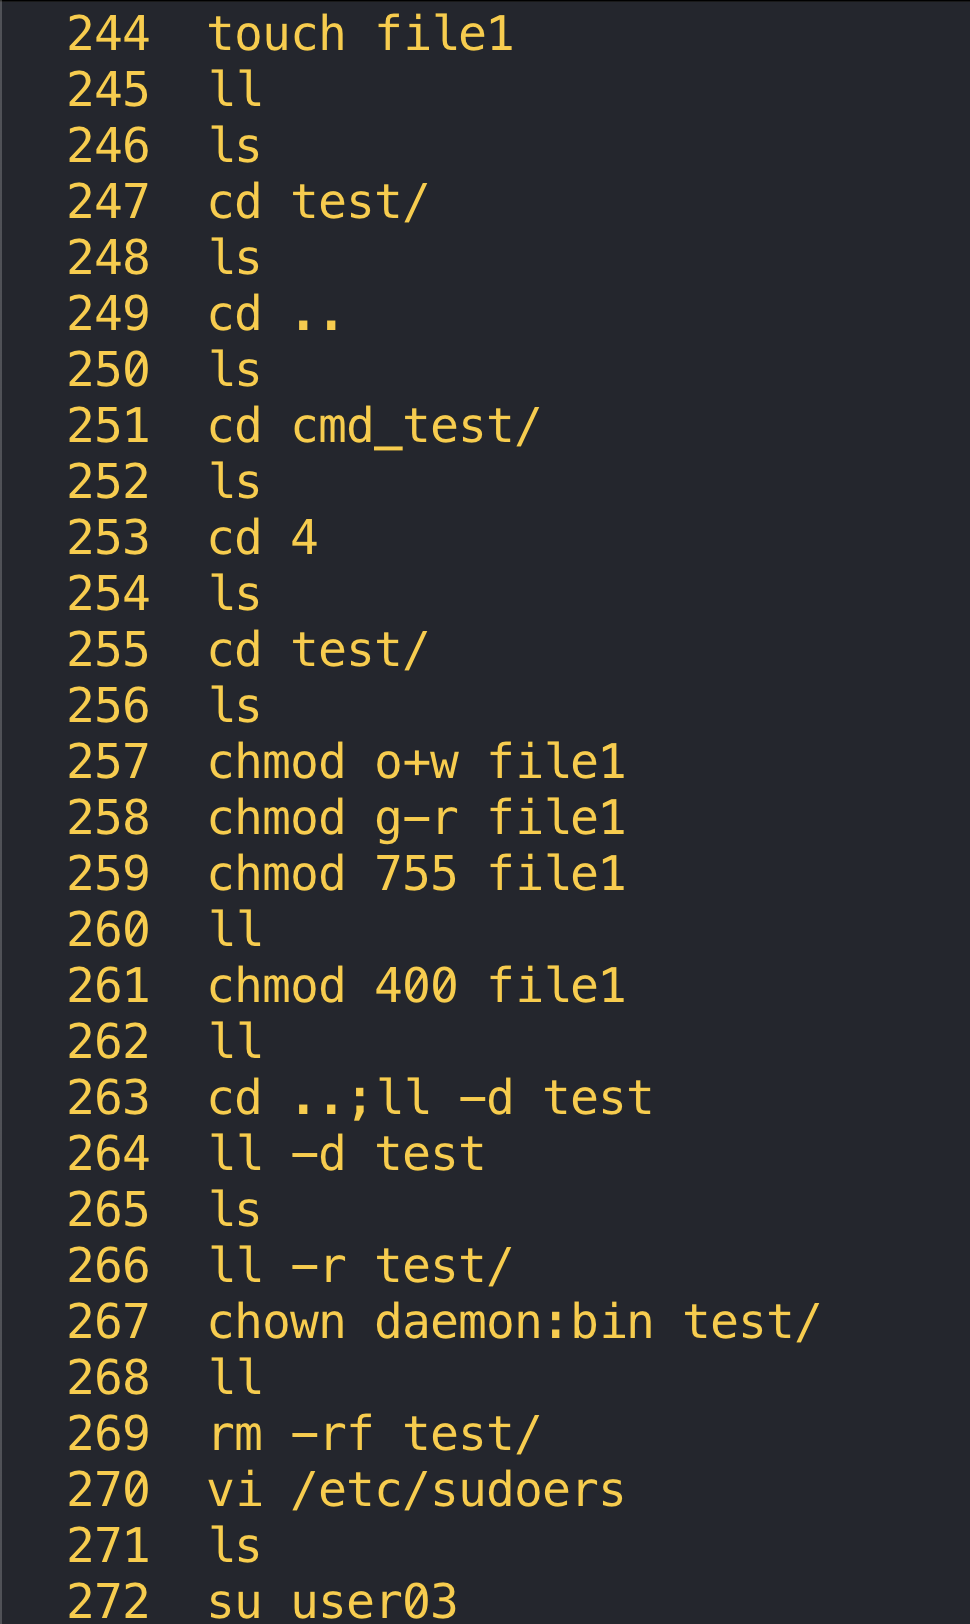 244 touch file1
245 ll
246 ls
247 cd test/
248 ls
249 cd ..
250 ls
251 cd cmd_test/
252 ls
253 cd 4
254 ls
255 cd test/
256 ls
257 chmod o+w file1
258 chmod g-r file1
259 chmod 755 file1
260 ll
261 chmod 400 file1
262 ll
263 cd ..;ll -d test
264 ll -d test
265 ls
266 ll -r test/
267 chown daemon:bin test/
268 ll
269 rm -rf test/
270 vi /etc/sudoers
271 ls
272 su user03